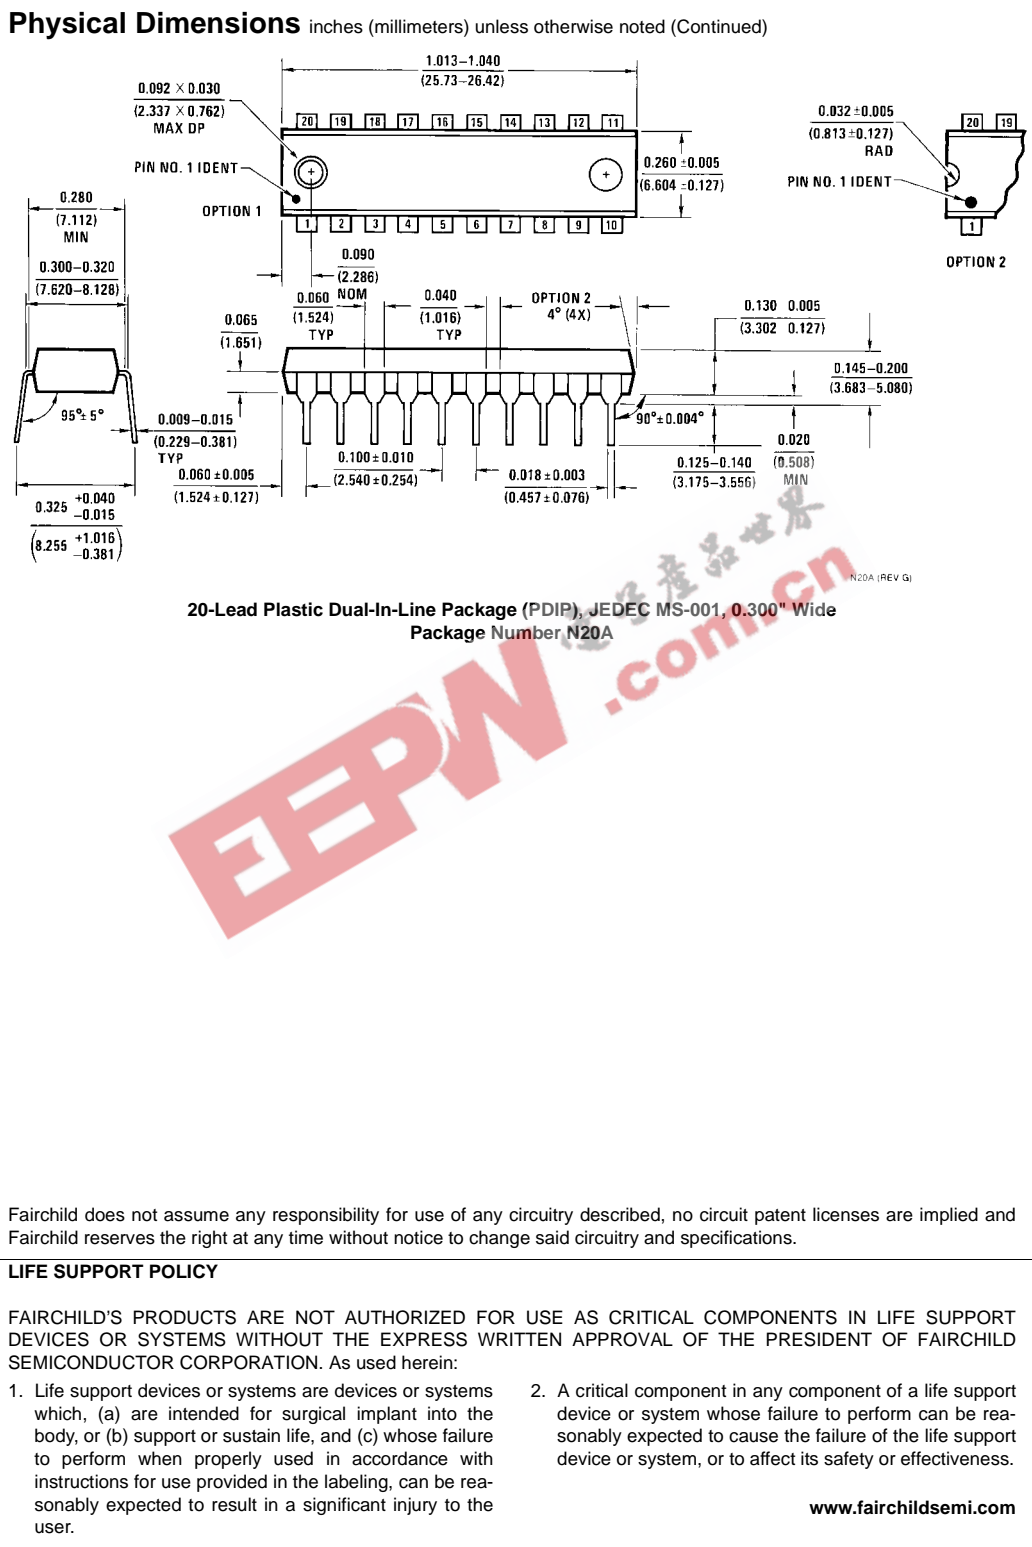 Physical Dimensions inches (millimeters) unless otherwise noted (Continued)
1.013–1.040
(25.73–26.42)
0.092 × 0.030
(2.337 × 0.762)
MAX DP
20 19 18 17 16 15 14 13 12 11
PIN NO. 1 IDENT
OPTION 1
1 2 3 4 5 6 7 8 9 10
0.260 ±0.005
(6.604 ±0.127)
0.032 ±0.005
(0.813 ±0.127)
RAD
20 19
PIN NO. 1 IDENT
1
OPTION 2
0.280
(7.112)
MIN
0.300–0.320
(7.620–8.128)
0.090
(2.286)
NOM
0.060
(1.524)
TYP
0.040
(1.016)
TYP
OPTION 2
4° (4X)
0.130 0.005
(3.302 0.127)
0.065
(1.651)
0.145–0.200
(3.683–5.080)
95°± 5°
0.009–0.015
(0.229–0.381)
TYP
90°±0.004°
0.020
(0.508)
MIN
0.125–0.140
(3.175–3.556)
0.100 ±0.010
(2.540 ±0.254)
0.018 ±0.003
(0.457 ±0.076)
0.060 ±0.005
(1.524 ±0.127)
0.325 +0.040
–0.015
(8.255 +1.016
–0.381)
N20A (REV G)
20-Lead Plastic Dual-In-Line Package (PDIP), JEDEC MS-001, 0.300" Wide
Package Number N20A
EEPW.com.cn
電子產品世界
Fairchild does not assume any responsibility for use of any circuitry described, no circuit patent licenses are implied and
Fairchild reserves the right at any time without notice to change said circuitry and specifications.
LIFE SUPPORT POLICY
FAIRCHILD'S PRODUCTS ARE NOT AUTHORIZED FOR USE AS CRITICAL COMPONENTS IN LIFE SUPPORT
DEVICES OR SYSTEMS WITHOUT THE EXPRESS WRITTEN APPROVAL OF THE PRESIDENT OF FAIRCHILD
SEMICONDUCTOR CORPORATION. As used herein:
1. Life support devices or systems are devices or systems
which, (a) are intended for surgical implant into the
body, or (b) support or sustain life, and (c) whose failure
to perform when properly used in accordance with
instructions for use provided in the labeling, can be rea-
sonably expected to result in a significant injury to the
user.
2. A critical component in any component of a life support
device or system whose failure to perform can be rea-
sonably expected to cause the failure of the life support
device or system, or to affect its safety or effectiveness.
www.fairchildsemi.com